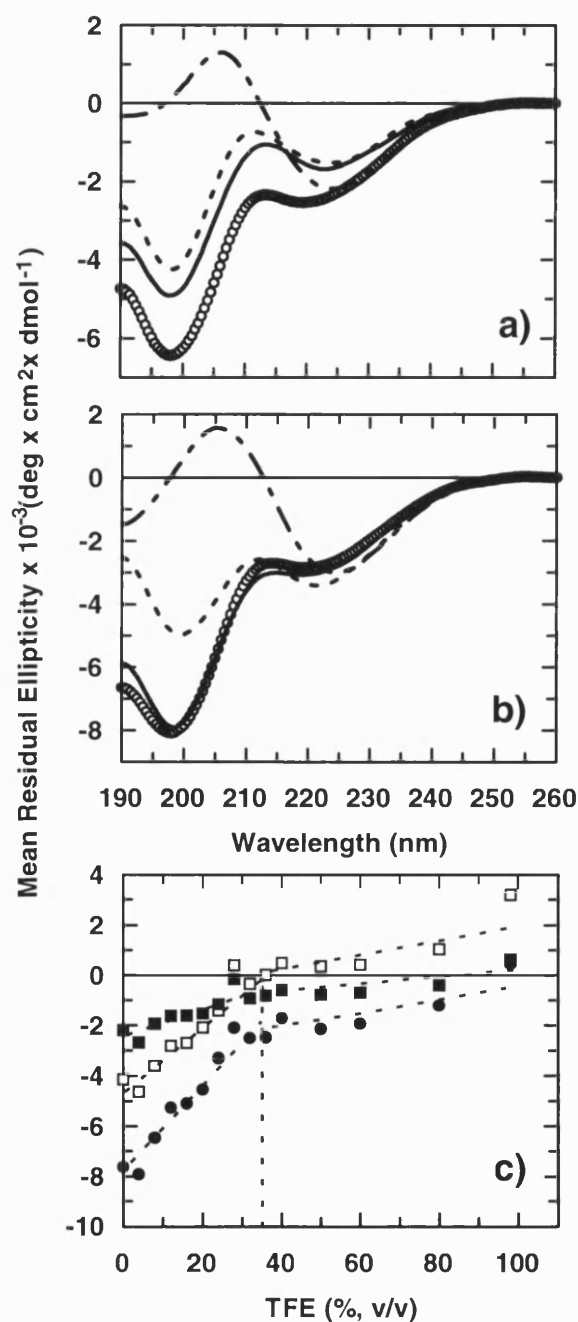 2
0
-2
-4
-6
a)
2
0
-2
-4
-6
-8
b)
190 200 210 220 230 240 250 260
Wavelength (nm)
Mean Residual Ellipticity x 10⁻³(deg x cm²x dmol⁻¹)
4
2
0
-2
-4
-6
-8
-10
c)
0 20 40 60 80 100
TFE (%, v/v)